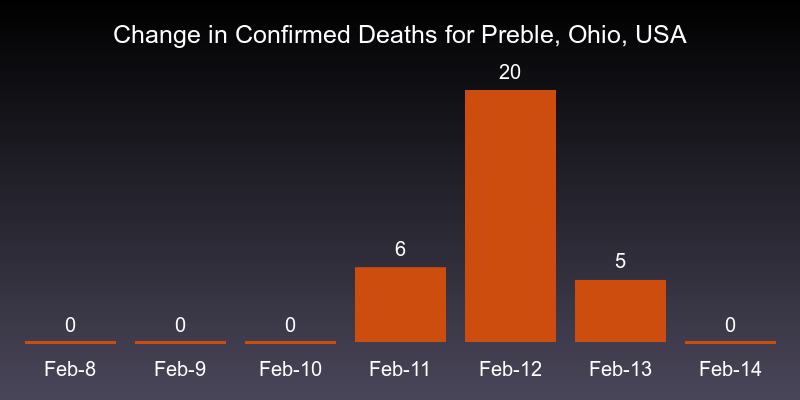 Change in Confirmed Deaths for Preble, Ohio, USA
20
6
5
0 0 0 0
Feb-8 Feb-9 Feb-10 Feb-11 Feb-12 Feb-13 Feb-14